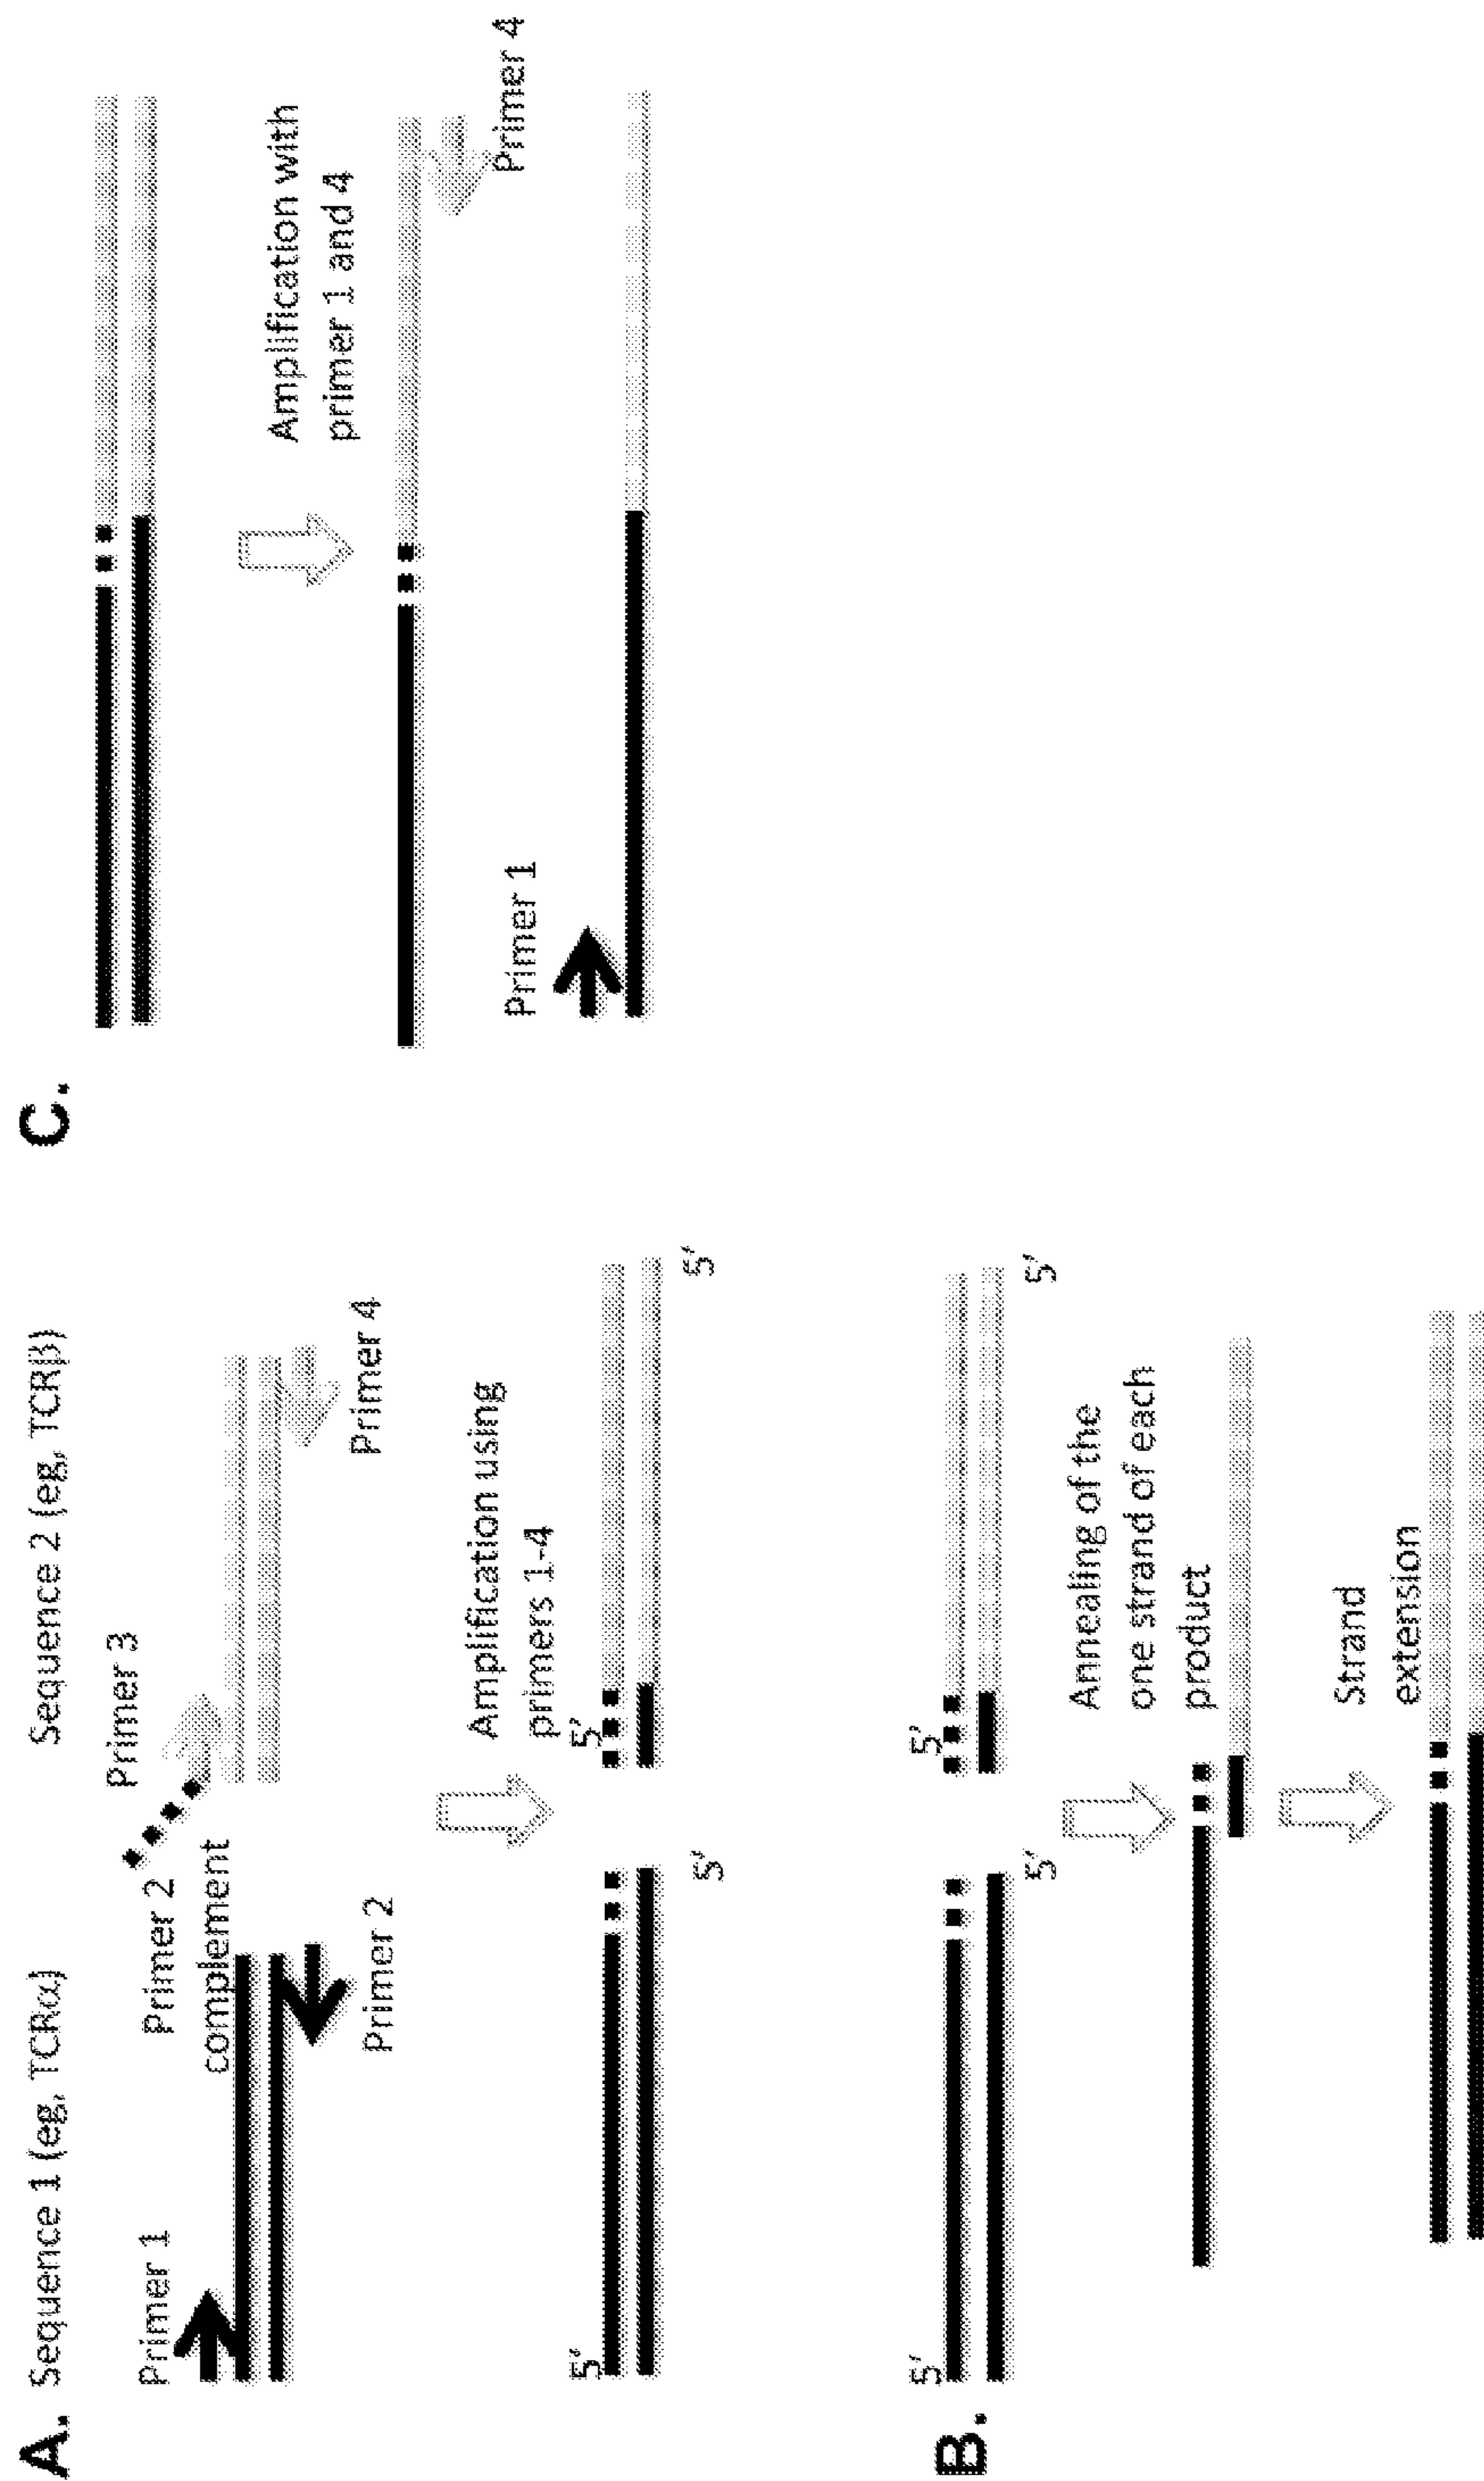 A. Sequence 1 (eg, TCRα)
Sequence 2 (eg, TCRβ)
Primer 1
Primer 2
complement
Primer 3
Primer 2
Primer 4
Amplification using
primers 1-4
5'
5'
5'
5'
B.
5'
5'
5'
5'
Annealing of the
one strand of each
product
Strand
extension
C.
Amplification with
primer 1 and 4
Primer 4
Primer 1